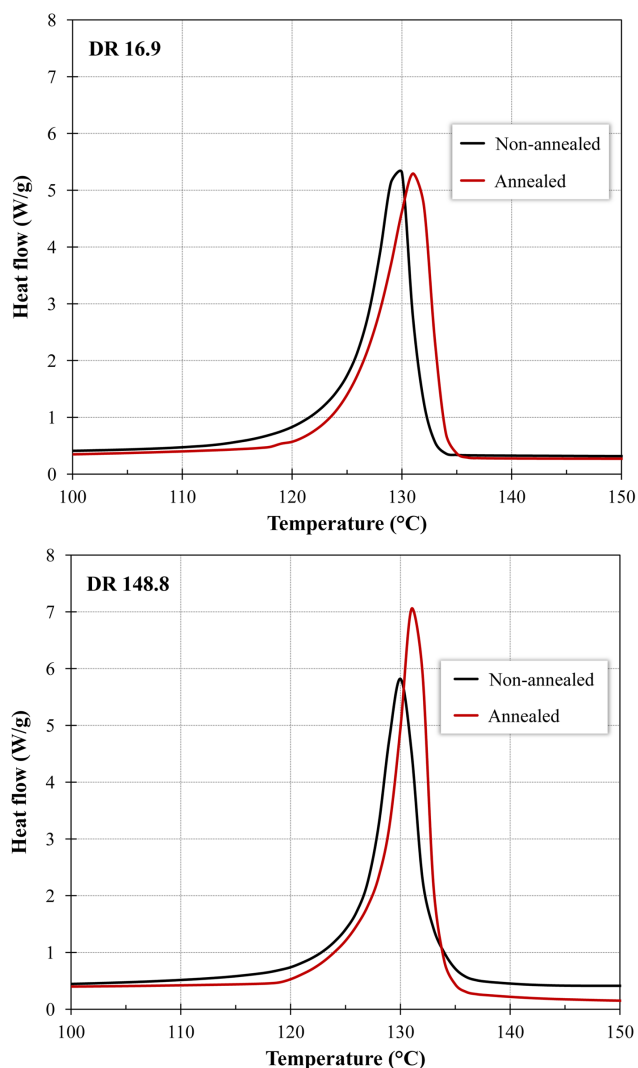 DR 16.9
8
7
6
5
4
3
2
1
0
Heat flow (W/g)
Non-annealed
Annealed
100 110 120 130 140 150
Temperature (°C)
DR 148.8
8
7
6
5
4
3
2
1
0
Heat flow (W/g)
Non-annealed
Annealed
100 110 120 130 140 150
Temperature (°C)